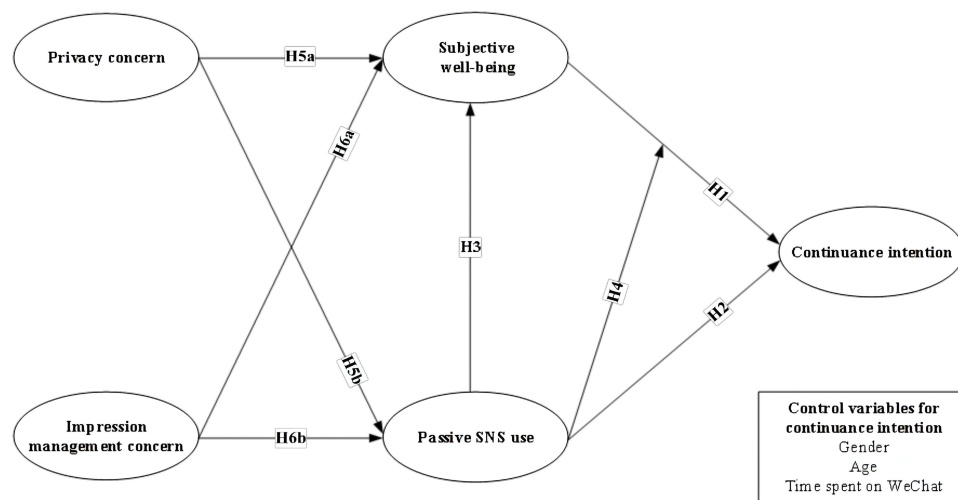 Privacy concern
H5a
Subjective
well-being
H6a
H1
H3
Continuance intention
H4
H2
H5b
Impression
management concern
H6b
Passive SNS use
Control variables for
continuance intention
Gender
Age
Time spent on WeChat